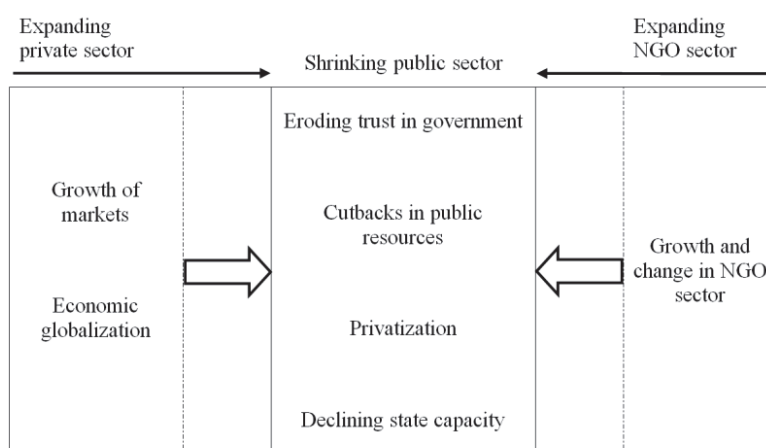 Expanding
private sector
Shrinking public sector
Expanding
NGO sector
Growth of
markets
Economic
globalization
Eroding trust in government
Cutbacks in public
resources
Privatization
Declining state capacity
Growth and
change in NGO
sector